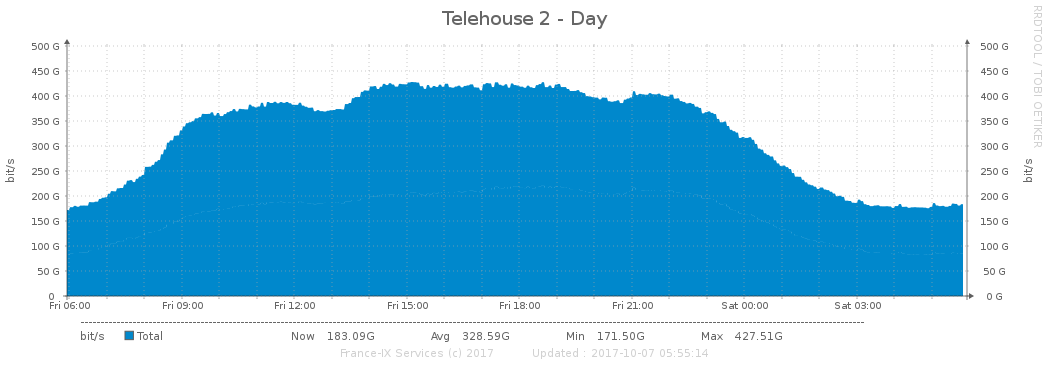 Telehouse 2 - Day
RRDTOOL / TOBI OETIKER
bit/s
500 G
450 G
400 G
350 G
300 G
250 G
200 G
150 G
100 G
50 G
0
500 G
450 G
400 G
350 G
300 G
250 G
200 G
150 G
100 G
50 G
0 G
bit/s
Fri 06:00 Fri 09:00 Fri 12:00 Fri 15:00 Fri 18:00 Fri 21:00 Sat 00:00 Sat 03:00
bit/s Total Now 183.09G Avg 328.59G Min 171.50G Max 427.51G
France-IX Services (c) 2017 Updated : 2017-10-07 05:55:14